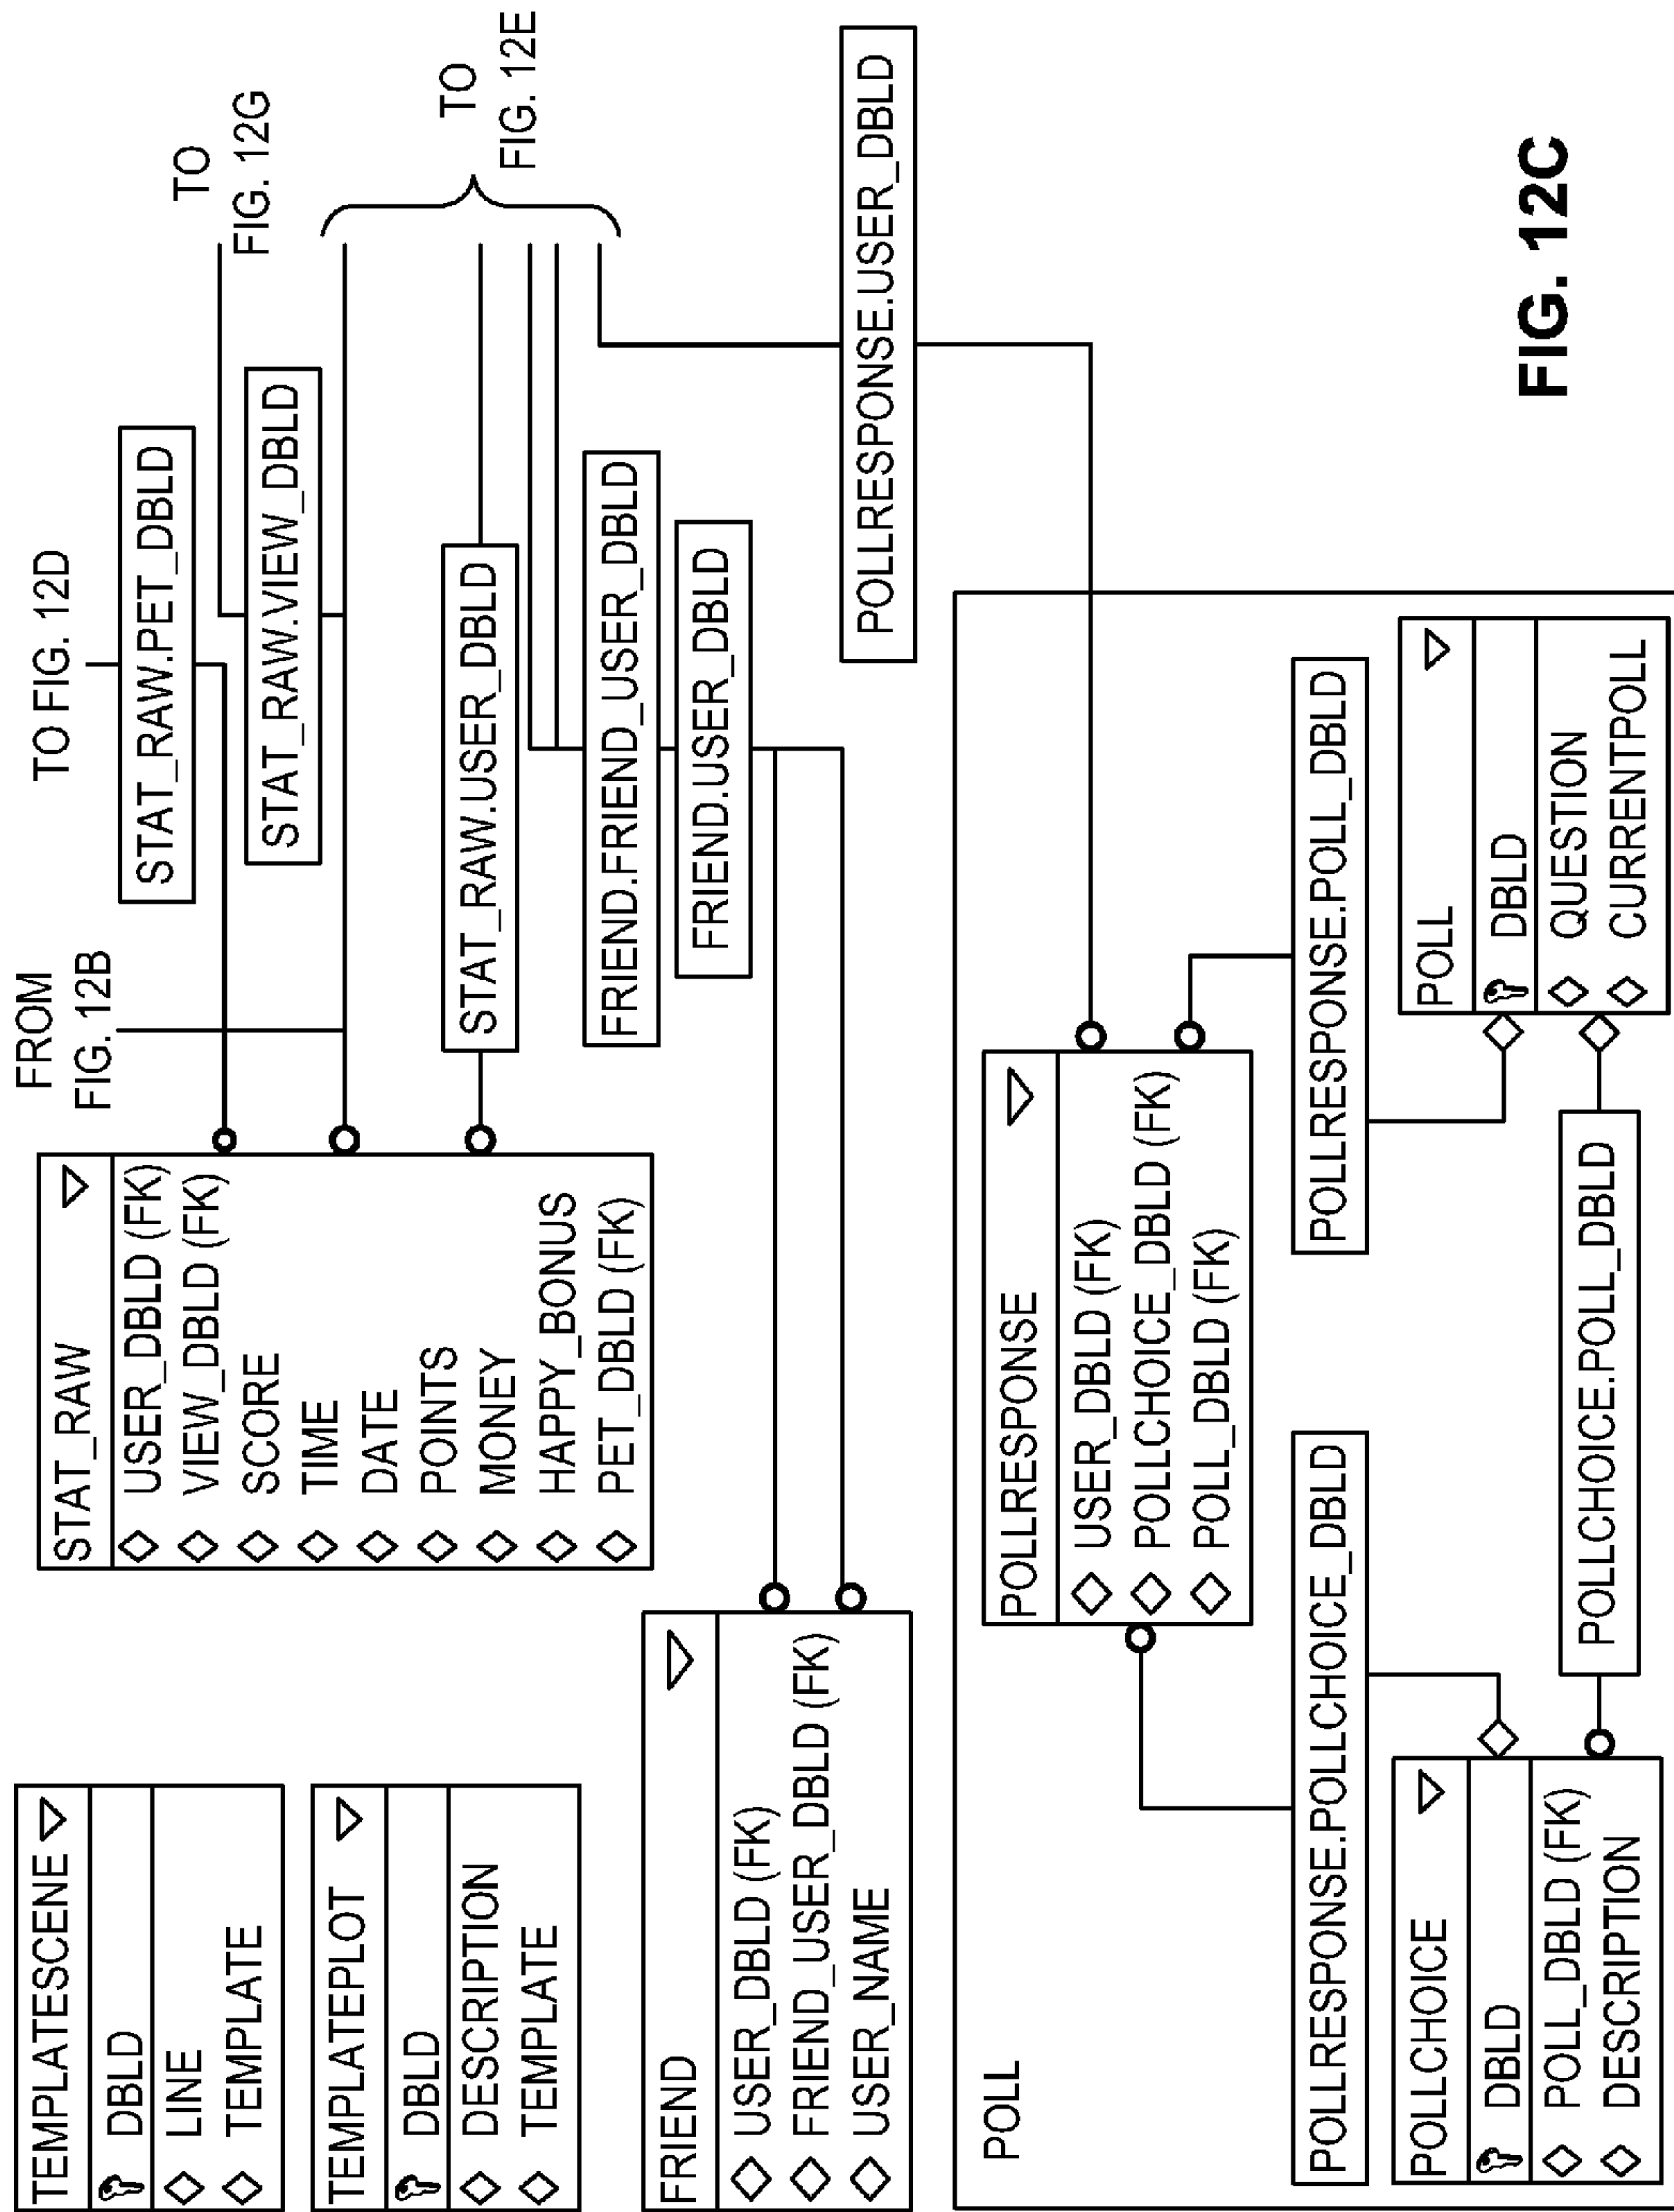 TEMPLATESCENE
DBLD
LINE
TEMPLATE
TEMPLATEPLOT
DBLD
DESCRIPTION
TEMPLATE
STAT_RAW
USER_DBLD (FK)
VIEW_DBLD (FK)
SCORE
TIME
DATE
POINTS
MONEY
HAPPY_BONUS
PET_DBLD (FK)
FROM
FIG. 12B
TO FIG. 12D
STAT_RAW.PET_DBLD
TO
FIG. 12G
STAT_RAW.VIEW_DBLD
TO
FIG. 12E
STAT_RAW.USER_DBLD
FRIEND.FRIEND_USER_DBLD
FRIEND.USER_DBLD
POLLRESPONSE.USER_DBLD
FRIEND
USER_DBLD (FK)
FRIEND_USER_DBLD (FK)
USER_NAME
POLL
POLLRESPONSE
USER_DBLD (FK)
POLLCHOICE_DBLD (FK)
POLL_DBLD (FK)
POLLRESPONSE.POLLCHOICE_DBLD
POLLRESPONSE.POLL_DBLD
POLLCHOICE
DBLD
POLL_DBLD (FK)
DESCRIPTION
POLLCHOICE.POLL_DBLD
POLL
DBLD
QUESTION
CURRENTPOLL
FIG. 12C